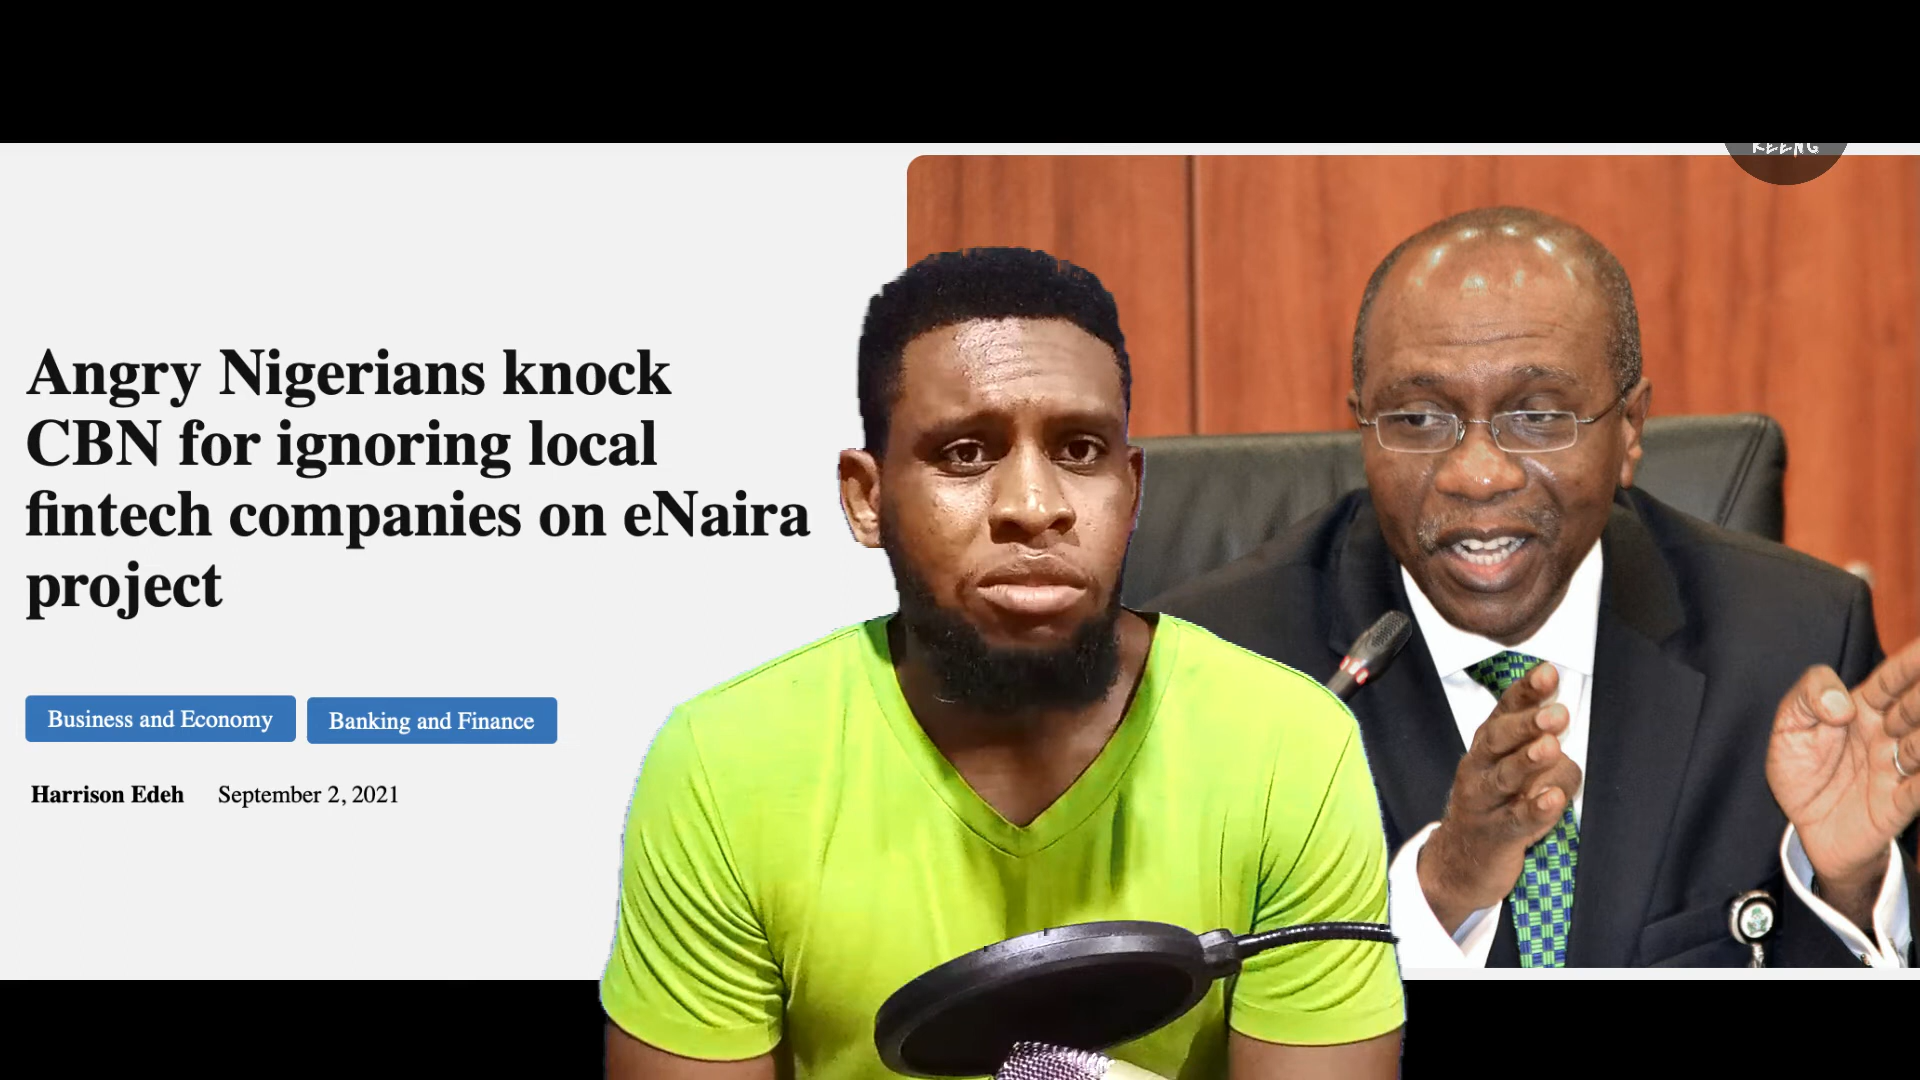 KEENG
Angry Nigerians knock
CBN for ignoring local
fintech companies on eNaira
project
Business and Economy
Banking and Finance
Harrison Edeh
September 2, 2021